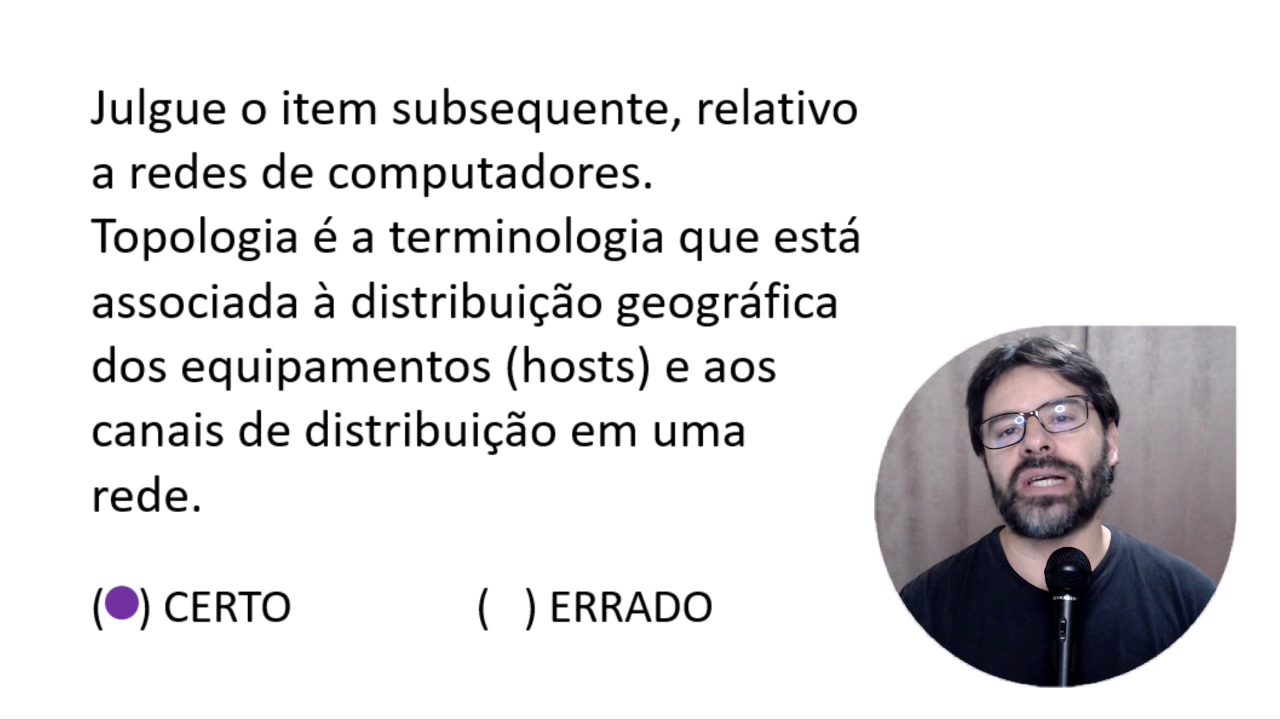 Julgue o item subsequente, relativo
a redes de computadores.
Topologia é a terminologia que está
associada à distribuição geográfica
dos equipamentos (hosts) e aos
canais de distribuição em uma
rede.
( ) CERTO ( ) ERRADO